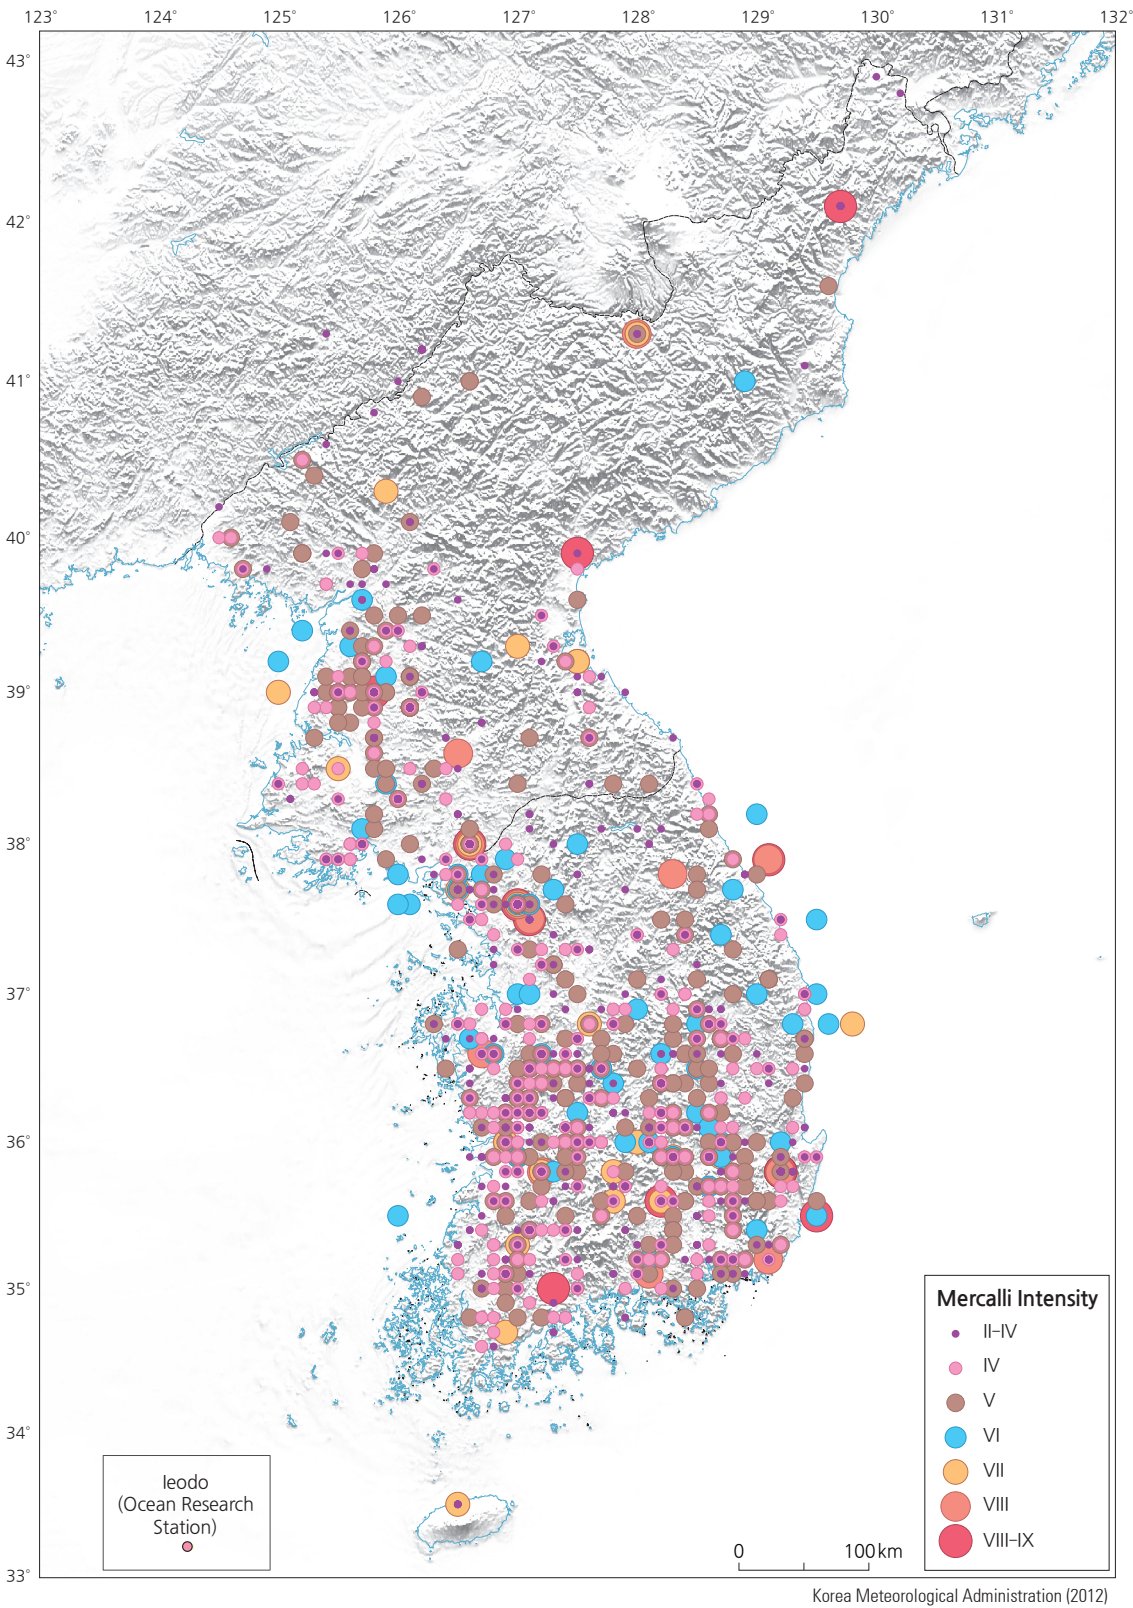 123° 124° 125° 126° 127° 128° 129° 130° 131° 132°
43°
42°
41°
40°
39°
38°
37°
36°
35°
34°
33°
Mercalli Intensity
II–IV
IV
V
VI
VII
VIII
VIII–IX
Ieodo
(Ocean Research
Station)
0 100 km
Korea Meteorological Administration (2012)